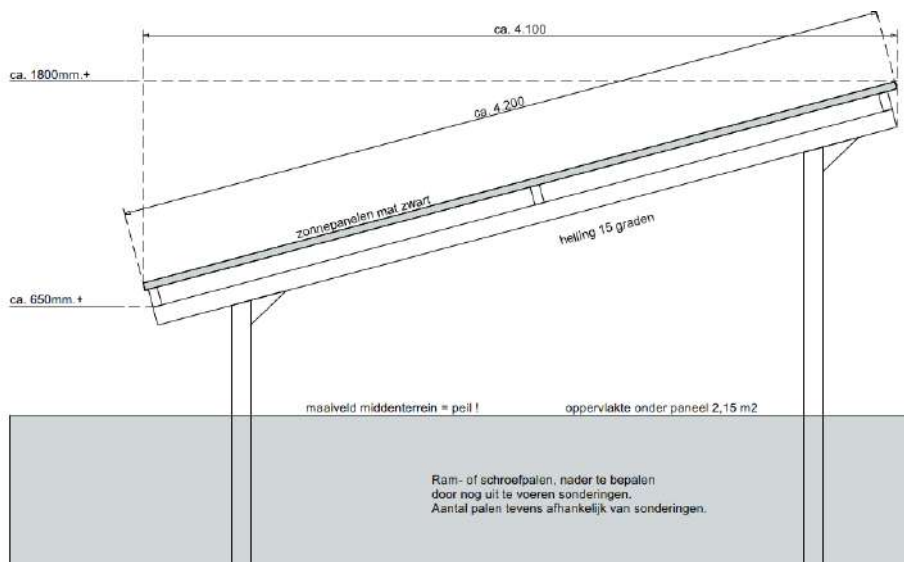 ca. 4.100
ca. 1800mm.+
ca. 4.200
zonnepanelen mat zwart
helling 15 graden
ca. 650mm.+
maaiveld middenterrein = peil !
oppervlakte onder paneel 2,15 m2
Ram- of schroefpalen, nader te bepalen
door nog uit te voeren sonderingen.
Aantal palen tevens afhankelijk van sonderingen.